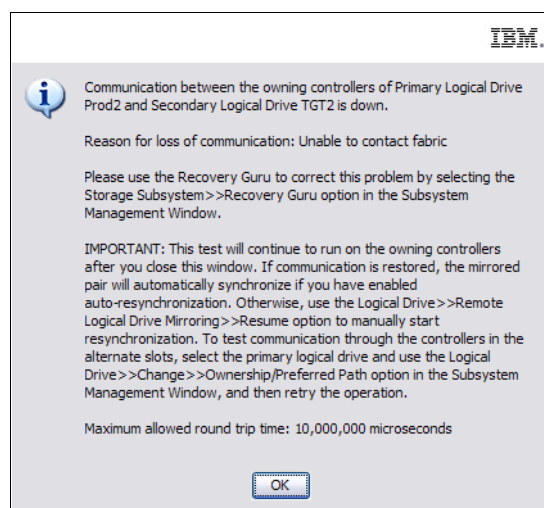 IBM.
Communication between the owning controllers of Primary Logical Drive
Prod2 and Secondary Logical Drive TGT2 is down.
Reason for loss of communication: Unable to contact fabric
Please use the Recovery Guru to correct this problem by selecting the
Storage Subsystem>>Recovery Guru option in the Subsystem
Management Window.
IMPORTANT: This test will continue to run on the owning controllers
after you close this window. If communication is restored, the mirrored
pair will automatically synchronize if you have enabled
auto-resynchronization. Otherwise, use the Logical Drive>>Remote
Logical Drive Mirroring>>Resume option to manually start
resynchronization. To test communication through the controllers in the
alternate slots, select the primary logical drive and use the Logical
Drive>>Change>>Ownership/Preferred Path option in the Subsystem
Management Window, and then retry the operation.
Maximum allowed round trip time: 10,000,000 microseconds
OK